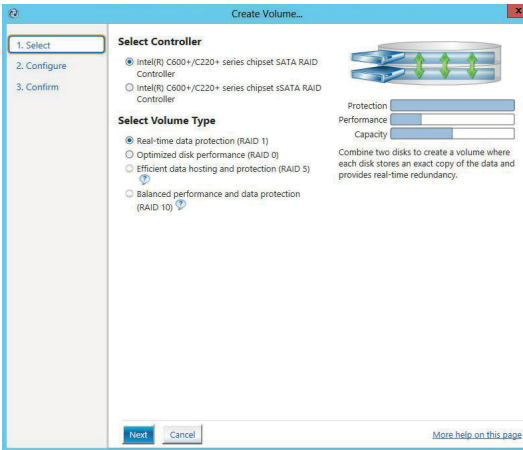 Create Volume...
x
1. Select
2. Configure
3. Confirm
Select Controller
Intel(R) C600+/C220+ series chipset SATA RAID
Controller
Intel(R) C600+/C220+ series chipset sSATA RAID
Controller
Select Volume Type
Real-time data protection (RAID 1)
Optimized disk performance (RAID 0)
Efficient data hosting and protection (RAID 5)
?
Balanced performance and data protection
(RAID 10) ?
Protection
Performance
Capacity
Combine two disks to create a volume where
each disk stores an exact copy of the data and
provides real-time redundancy.
Next
Cancel
More help on this page